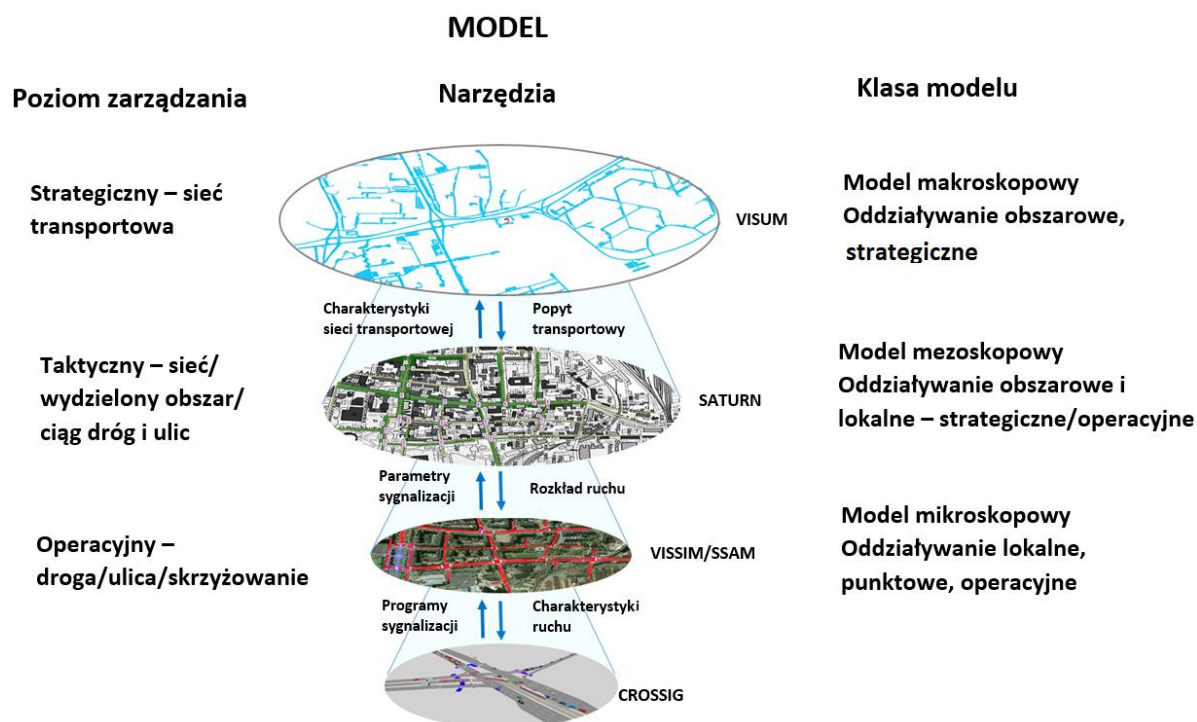 MODEL
Poziom zarządzania
Narzędzia
Klasa modelu
Strategiczny – sieć
transportowa
VISUM
Model makroskopowy
Oddziaływanie obszarowe,
strategiczne
Charakterystyki
sieci transportowej
Popyt
transportowy
Taktyczny – sieć/
wydzielony obszar/
ciąg dróg i ulic
SATURN
Model mezoskopowy
Oddziaływanie obszarowe i
lokalne – strategiczne/operacyjne
Parametry
sygnalizacji
Rozkład ruchu
Operacyjny –
droga/ulica/skrzyżowanie
VISSIM/SSAM
Model mikroskopowy
Oddziaływanie lokalne,
punktowe, operacyjne
Programy
sygnalizacji
Charakterystyki
ruchu
CROSSIG